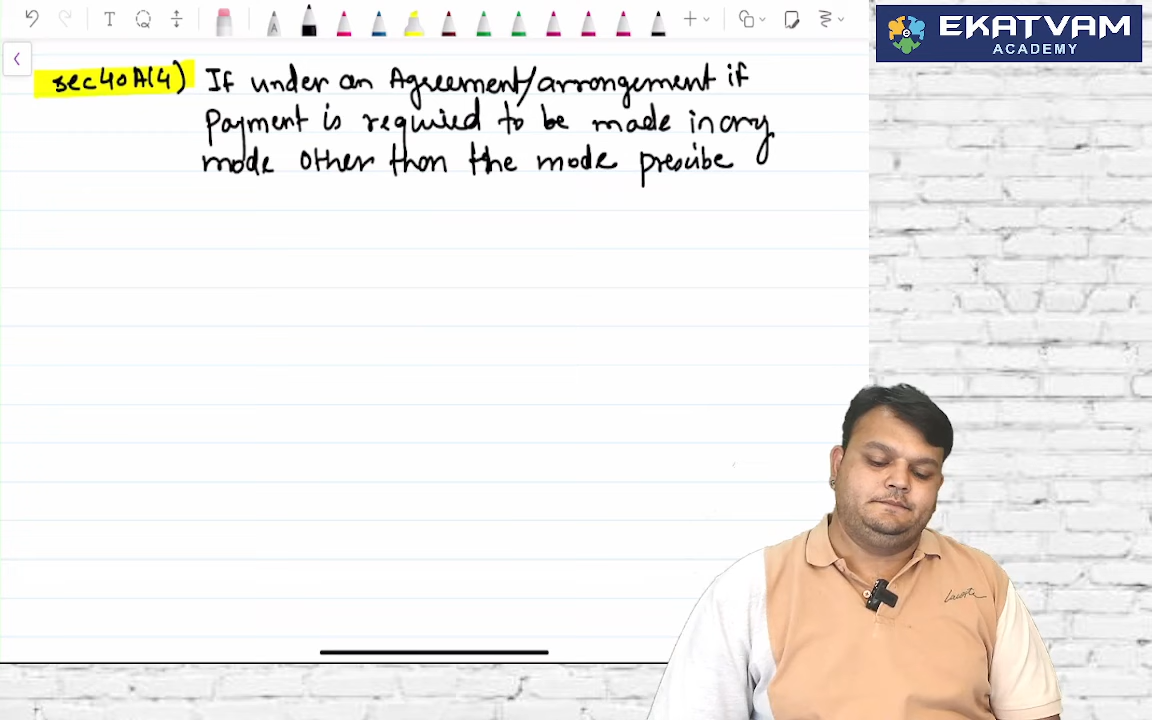 EKATVAM
ACADEMY
sec40A(4) If under an Agreement/arrangement if
Payment is required to be made in any
mode other than the mode prescibe
T
A
Lacoste